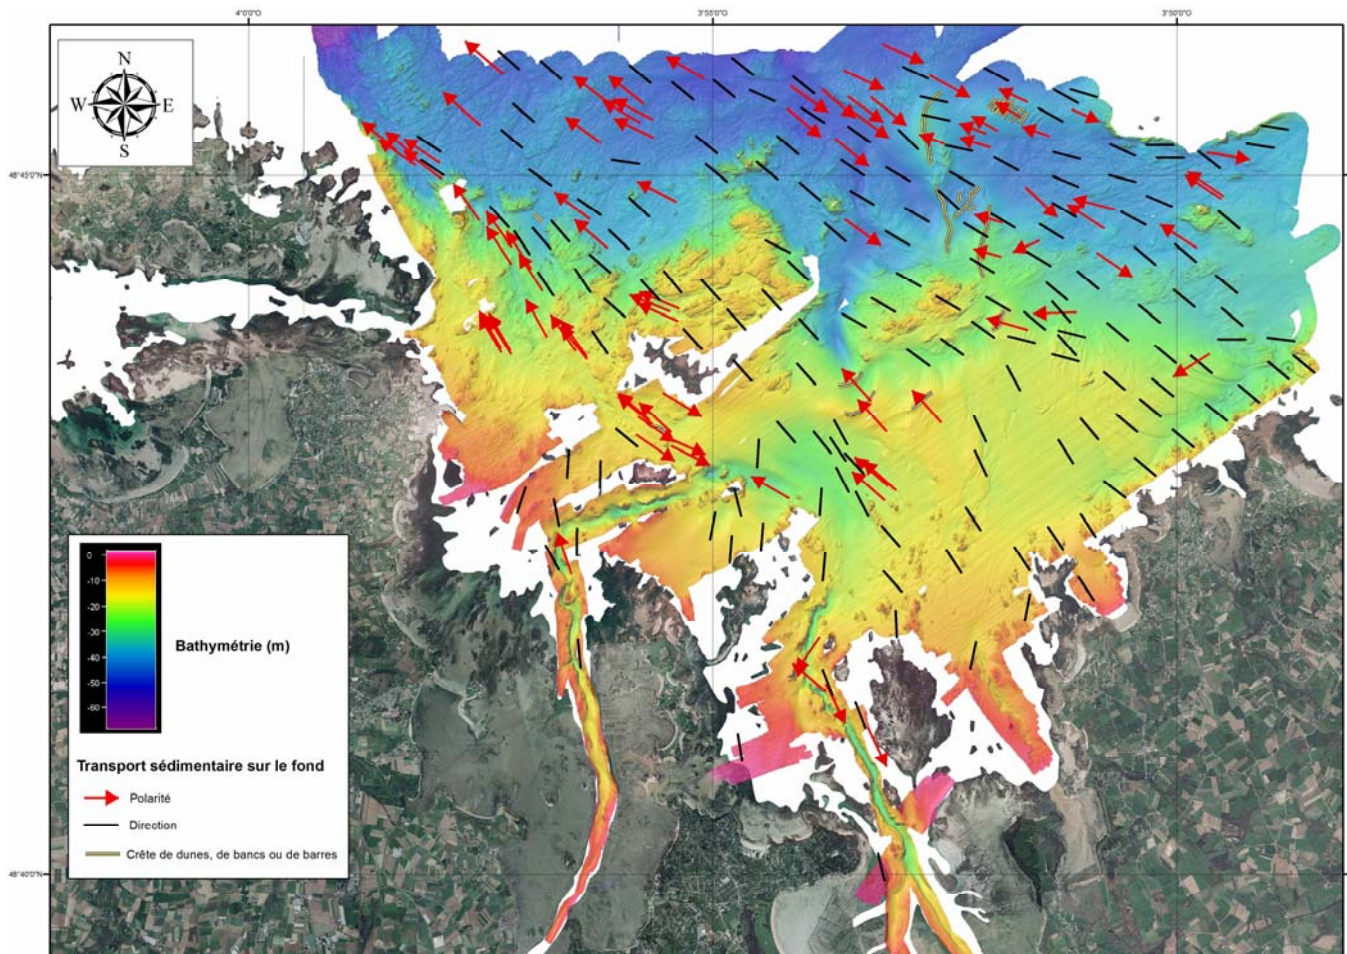 4°0'0"O
3°55'0"O
3°50'0"O
N
W E
S
48°45'0"N
0
-10
-20
-30
-40
-50
-60
Bathymétrie (m)
Transport sédimentaire sur le fond
Polarité
Direction
Crête de dunes, de bancs ou de barres
48°40'0"N